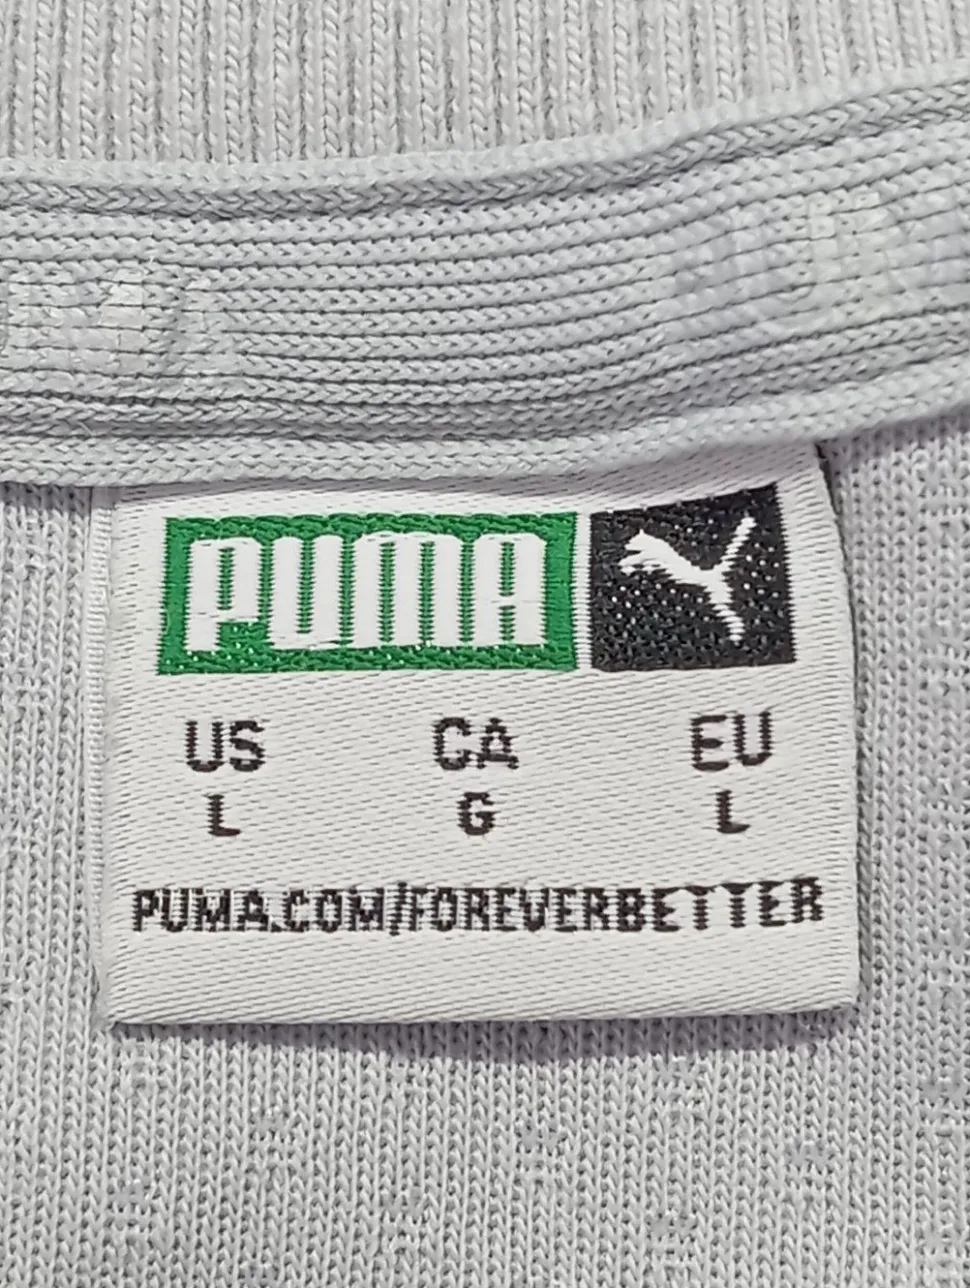 PUMA
US CA EU
L G L
PUMA.COM/FOREVERBETTER